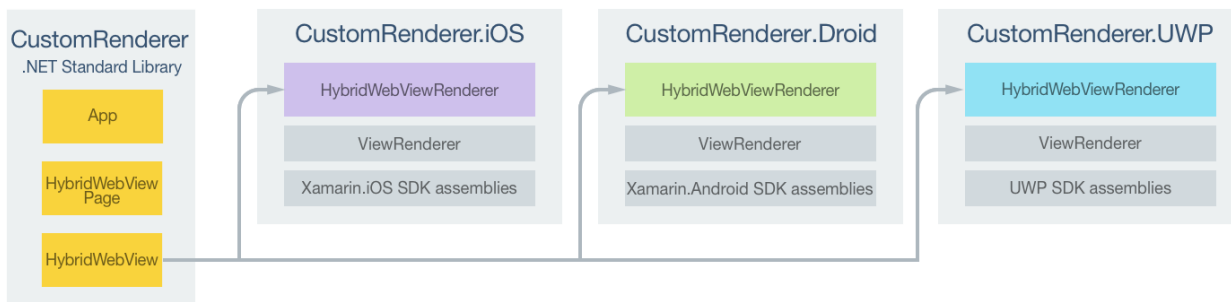 CustomRenderer
.NET Standard Library
App
HybridWebView
Page
HybridWebView
CustomRenderer.iOS
HybridWebViewRenderer
ViewRenderer
Xamarin.iOS SDK assemblies
CustomRenderer.Droid
HybridWebViewRenderer
ViewRenderer
Xamarin.Android SDK assemblies
CustomRenderer.UWP
HybridWebViewRenderer
ViewRenderer
UWP SDK assemblies